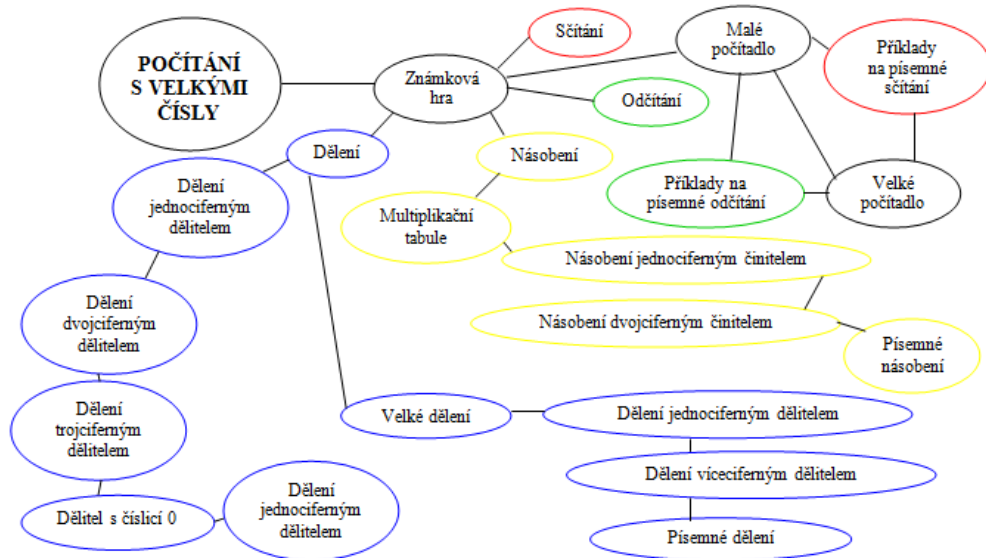 POČÍTÁNÍ
S VELKÝMI
ČÍSLY
Známková
hra
Sčítání
Malé
počítadlo
Příklady
na písemné
sčítání
Odčítání
Dělení
Násobení
Příklady na
písemné odčítání
Velké
počítadlo
Dělení
jednociferným
dělitelem
Multiplikační
tabule
Násobení jednociferným činitelem
Dělení
dvojciferným
dělitelem
Násobení dvojciferným činitelem
Písemné
násobení
Dělení
trojciferným
dělitelem
Velké dělení
Dělení jednociferným dělitelem
Dělení víceciferným dělitelem
Dělitel s číslicí 0
Dělení
jednociferným
dělitelem
Písemné dělení